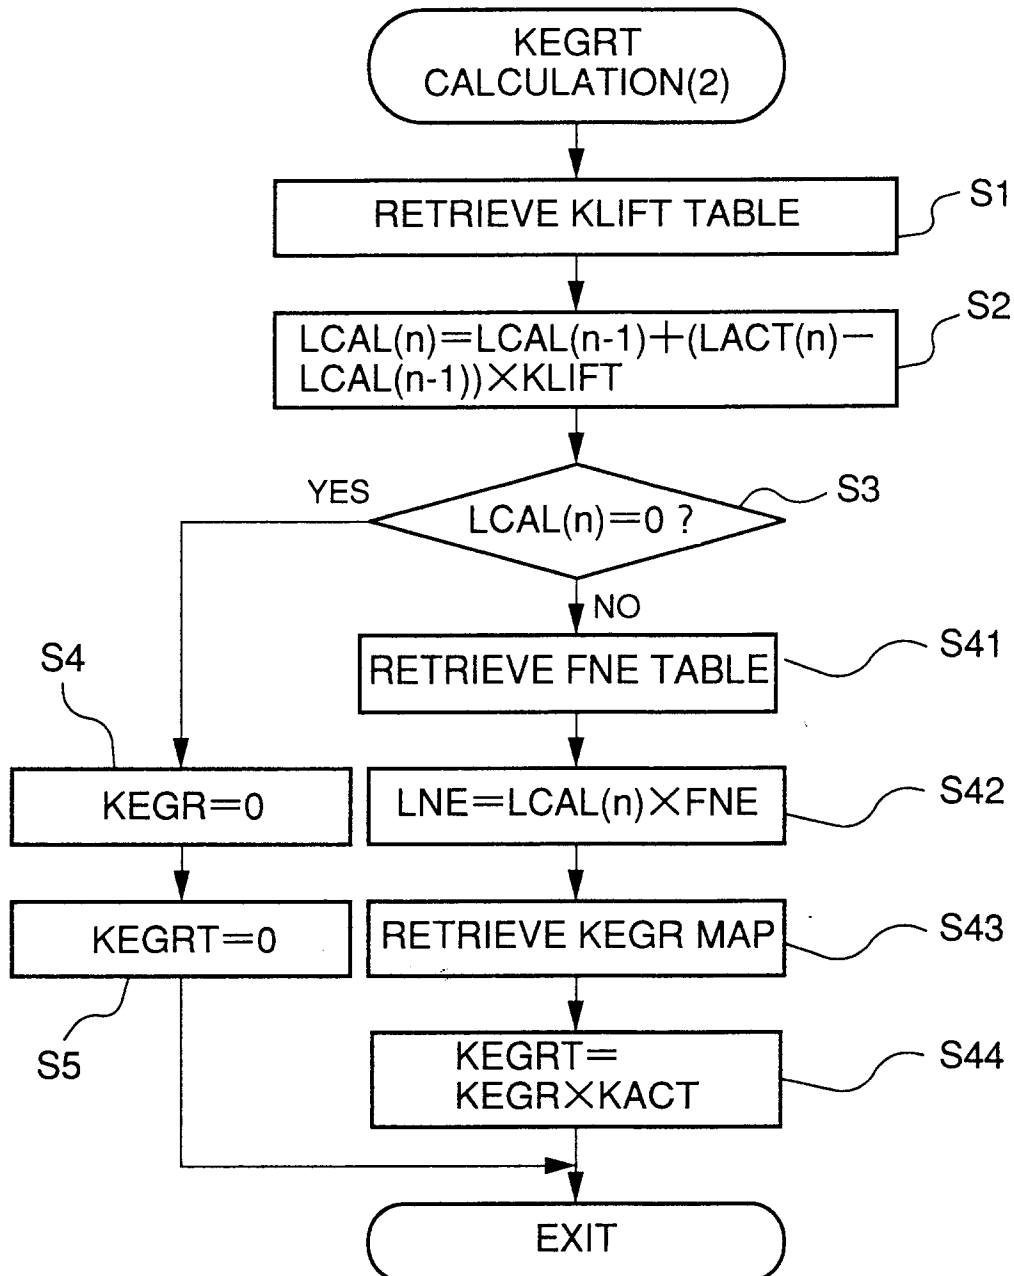 KEGRT
CALCULATION(2)
RETRIEVE KLIFT TABLE
S1
LCAL(n)=LCAL(n-1)+(LACT(n)−
LCAL(n-1))×KLIFT
S2
LCAL(n)=0 ?
S3
YES
NO
RETRIEVE FNE TABLE
S41
S4
KEGR=0
LNE=LCAL(n)×FNE
S42
KEGRT=0
S5
RETRIEVE KEGR MAP
S43
KEGRT=
KEGR×KACT
S44
EXIT